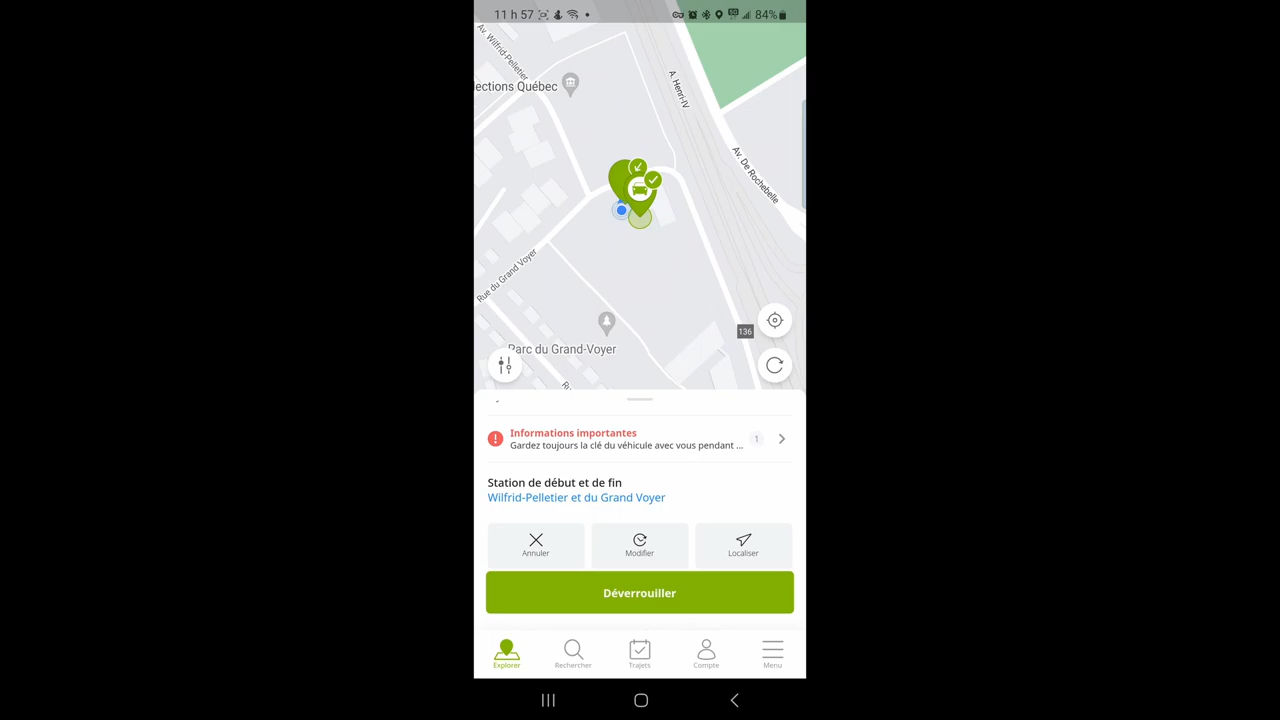 11 h 57
5G
84%
Av. Wilfrid-Pelletier
lections Québec
A. Henri-IV
Av. De Rochebelle
Rue du Grand Voyer
136
Parc du Grand-Voyer
Informations importantes
Gardez toujours la clé du véhicule avec vous pendant ...
1
Station de début et de fin
Wilfrid-Pelletier et du Grand Voyer
Annuler
Modifier
Localiser
Déverrouiller
Explorer
Rechercher
Trajets
Compte
Menu